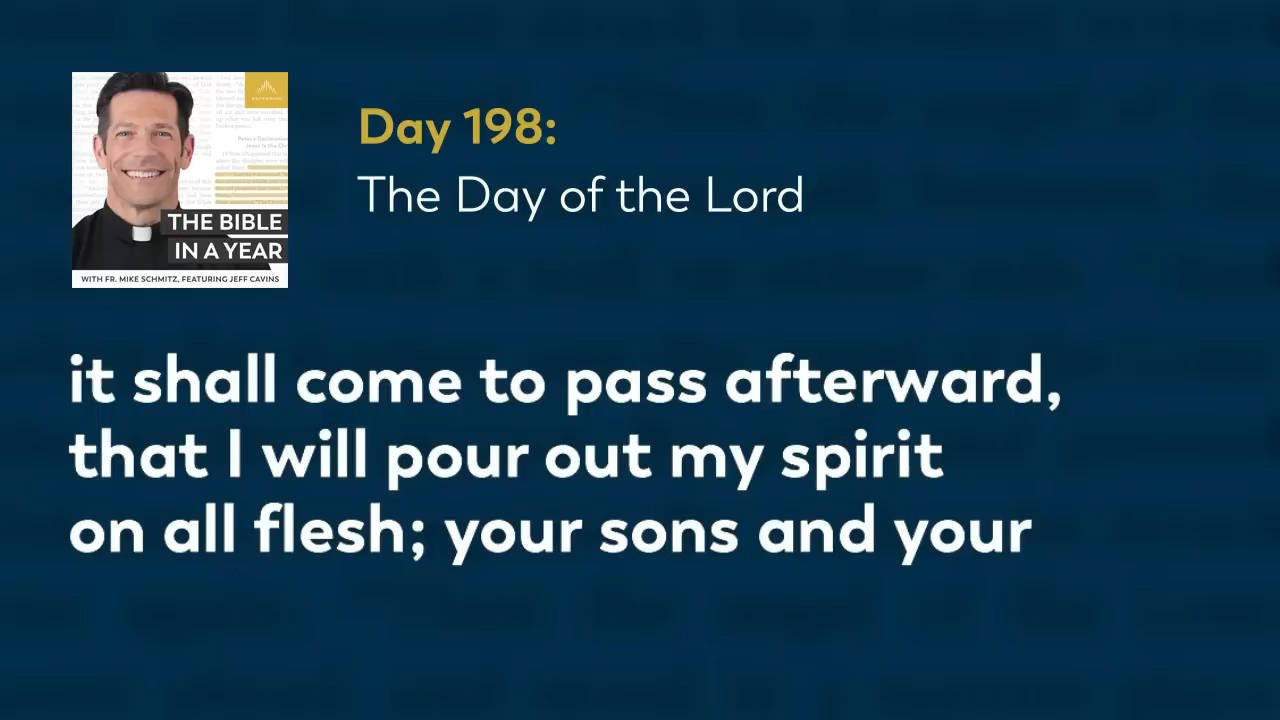 Day 198:
The Day of the Lord
THE BIBLE
IN A YEAR
WITH FR. MIKE SCHMITZ, FEATURING JEFF CAVINS
it shall come to pass afterward,
that I will pour out my spirit
on all flesh; your sons and your